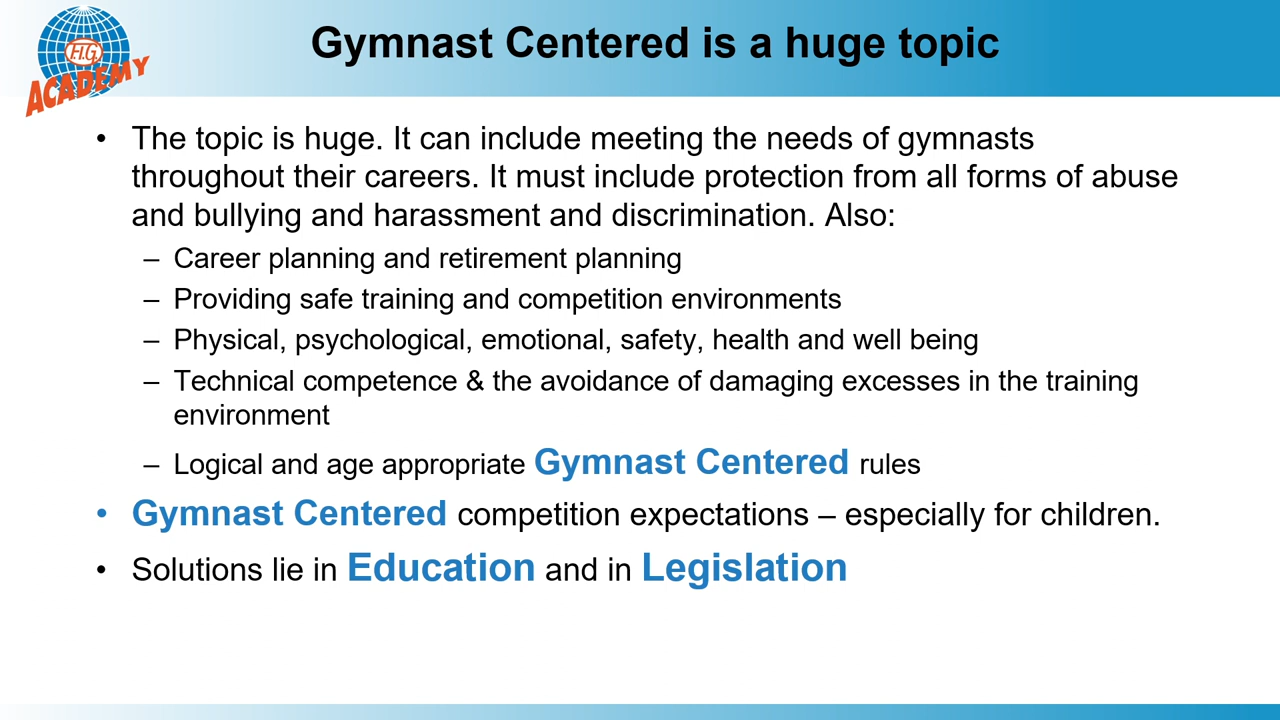 F.I.G.
ACADEMY
Gymnast Centered is a huge topic
• The topic is huge. It can include meeting the needs of gymnasts
throughout their careers. It must include protection from all forms of abuse
and bullying and harassment and discrimination. Also:
– Career planning and retirement planning
– Providing safe training and competition environments
– Physical, psychological, emotional, safety, health and well being
– Technical competence & the avoidance of damaging excesses in the training
environment
– Logical and age appropriate Gymnast Centered rules
• Gymnast Centered competition expectations – especially for children.
• Solutions lie in Education and in Legislation